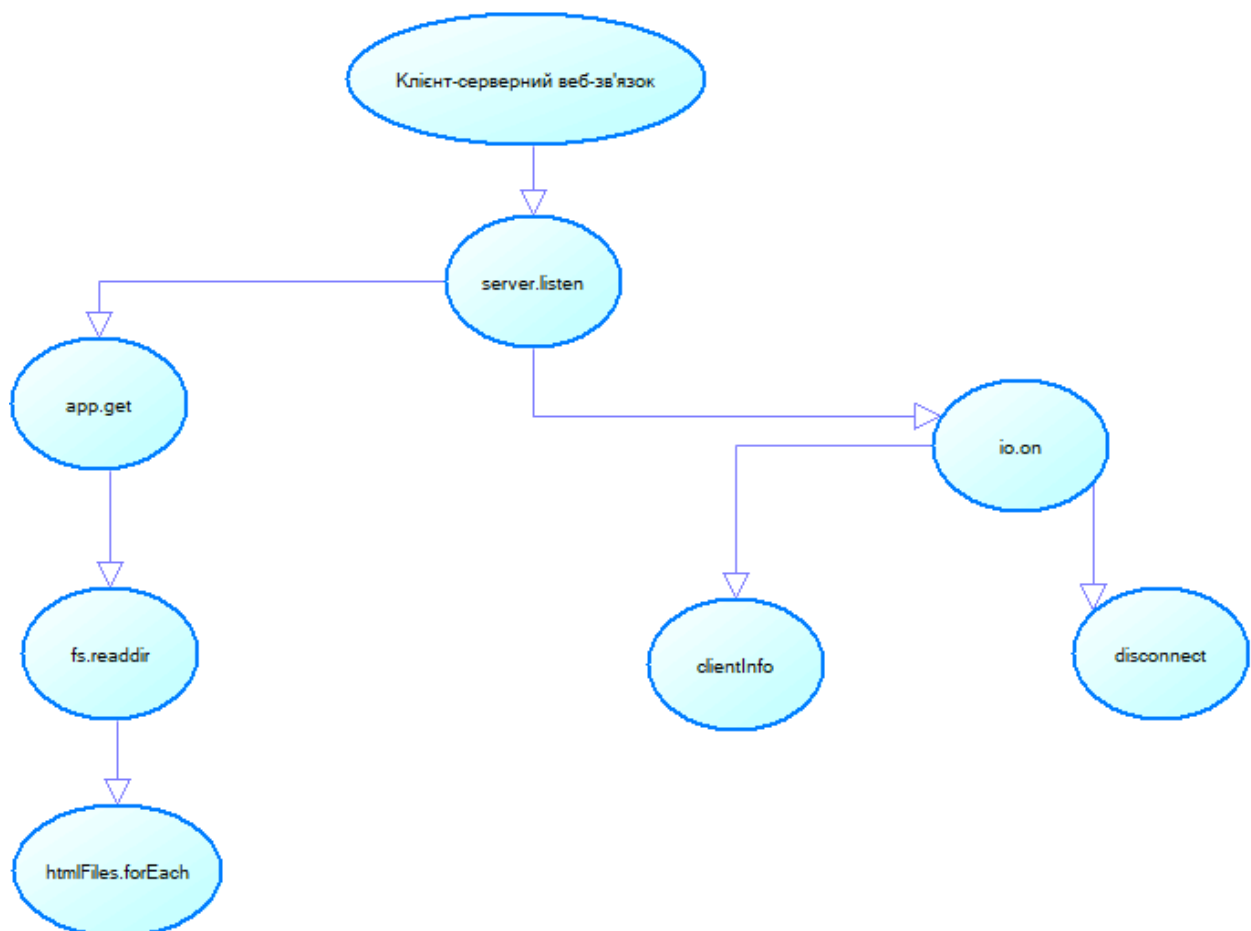 Клієнт-серверний веб-зв'язок
server.listen
app.get
io.on
fs.readdir
clientInfo
disconnect
htmlFiles.forEach